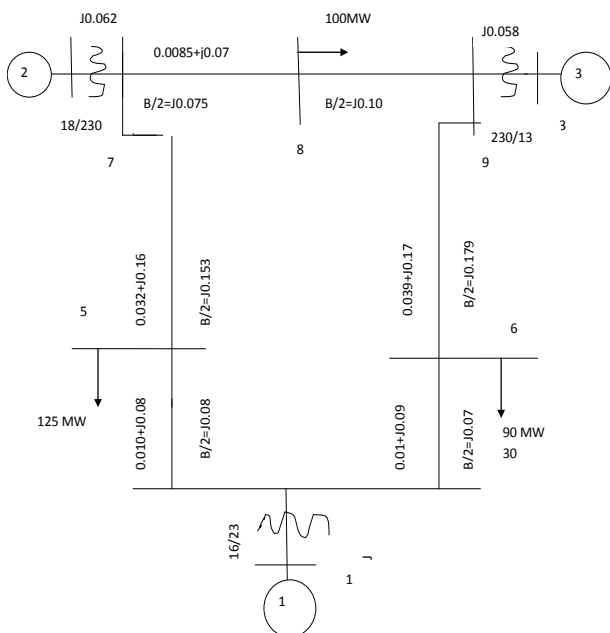 J0.062
100MW
J0.058
0.0085+j0.07
2
3
B/2=J0.075
B/2=J0.10
18/230
230/13
3
7
8
9
0.032+J0.16
B/2=J0.153
0.039+J0.17
B/2=J0.179
5
6
125 MW
0.010+J0.08
B/2=J0.08
0.01+J0.09
B/2=J0.07
90 MW
30
16/23
J
1
1